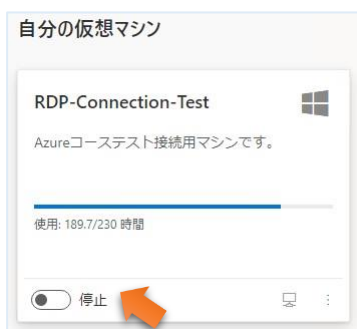 自分の仮想マシン
RDP-Connection-Test
Azureコーステスト接続用マシンです。
使用: 189.7/230 時間
停止